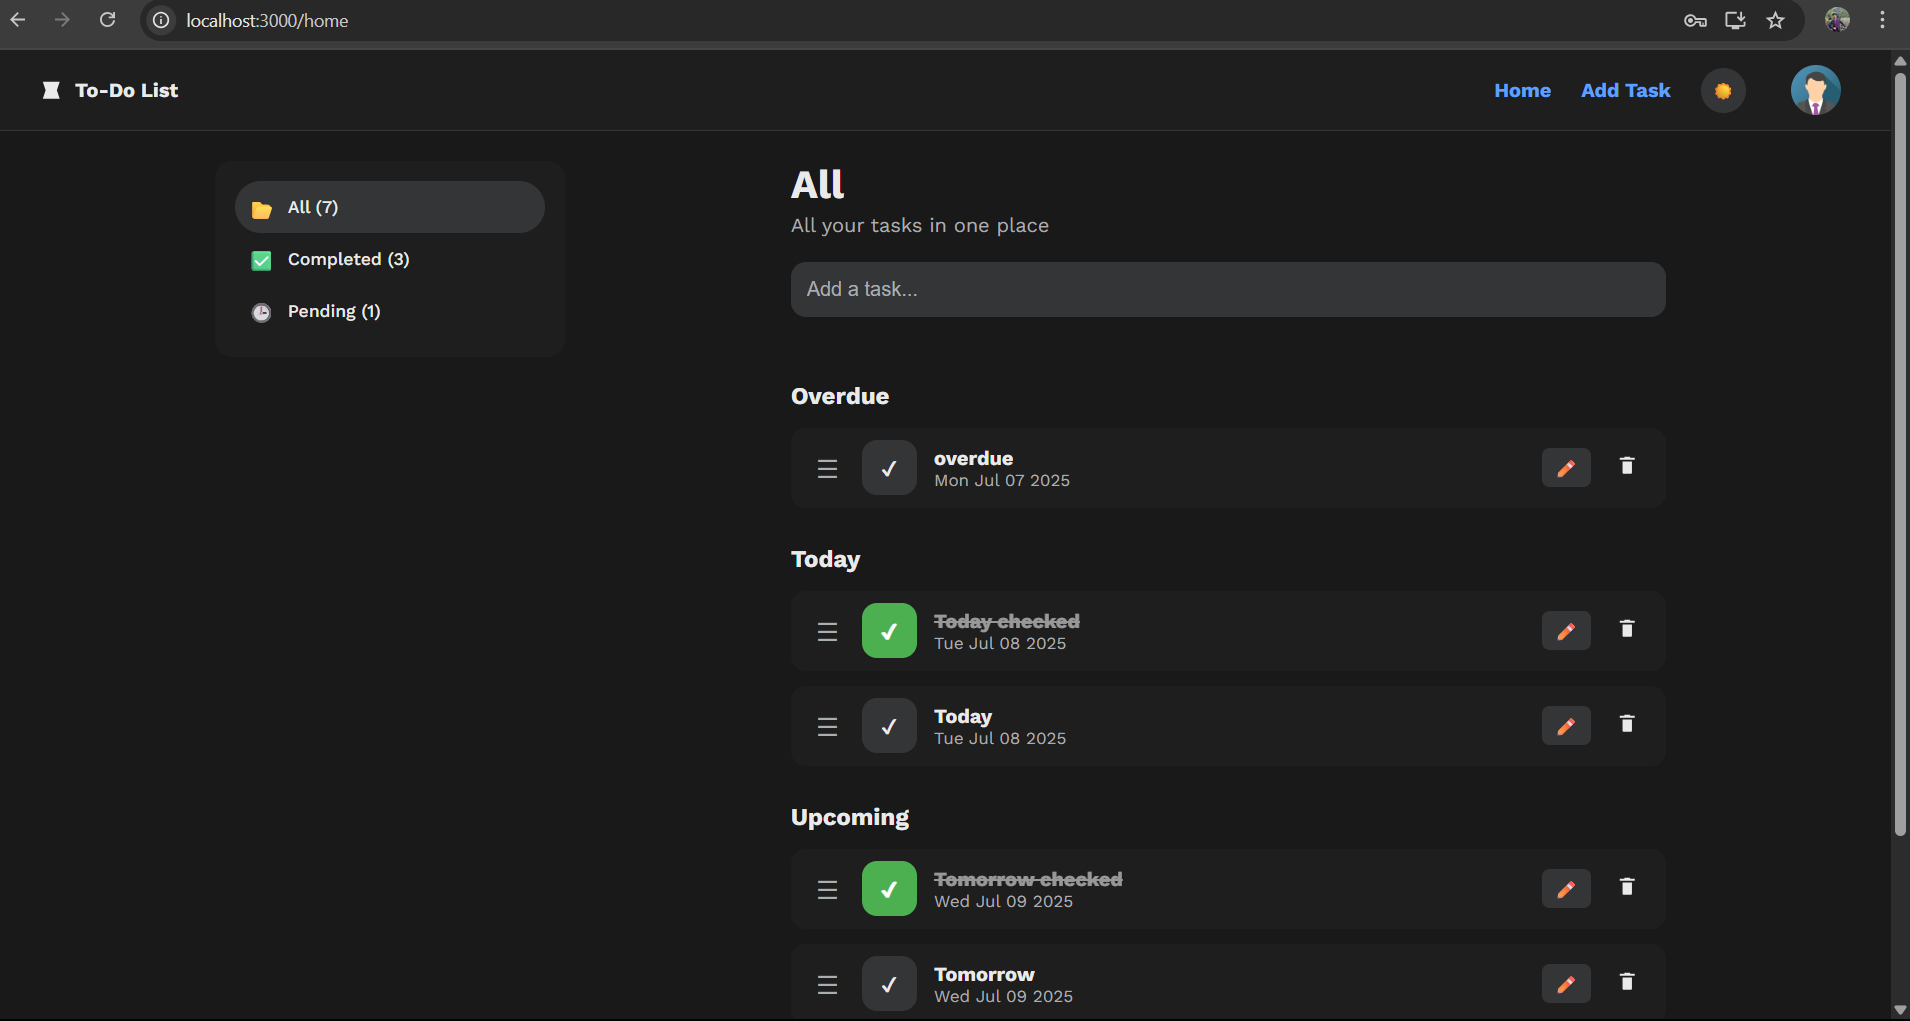 localhost:3000/home
To-Do List
Home
Add Task
All (7)
Completed (3)
Pending (1)
All
All your tasks in one place
Add a task...
Overdue
overdue
Mon Jul 07 2025
Today
Today checked
Tue Jul 08 2025
Today
Tue Jul 08 2025
Upcoming
Tomorrow checked
Wed Jul 09 2025
Tomorrow
Wed Jul 09 2025